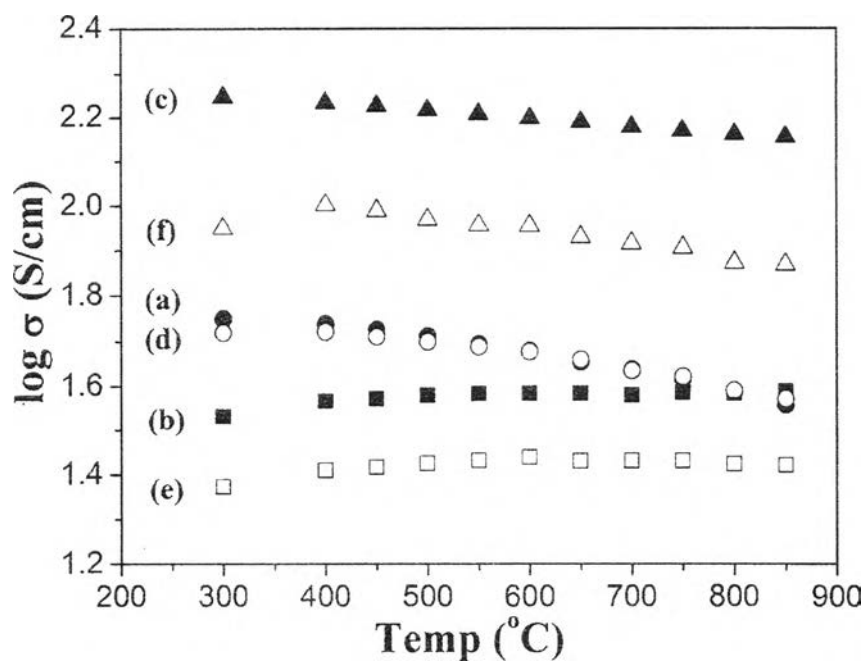 2.4
2.2
2.0
1.8
1.6
1.4
1.2
log σ (S/cm)
(c)
(f)
(a)
(d)
(b)
(e)
200 300 400 500 600 700 800 900
Temp (°C)